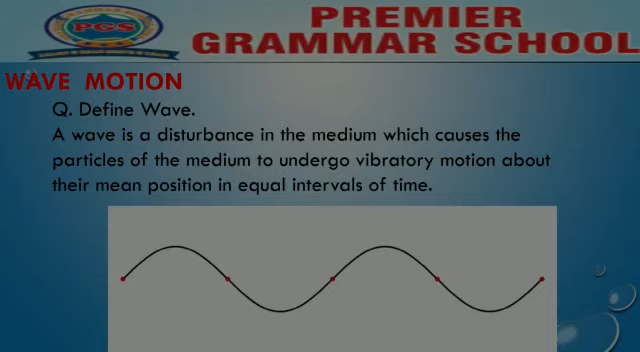 PGS
PREMIER
GRAMMAR SCHOOL
WAVE MOTION
Q. Define Wave.
A wave is a disturbance in the medium which causes the
particles of the medium to undergo vibratory motion about
their mean position in equal intervals of time.